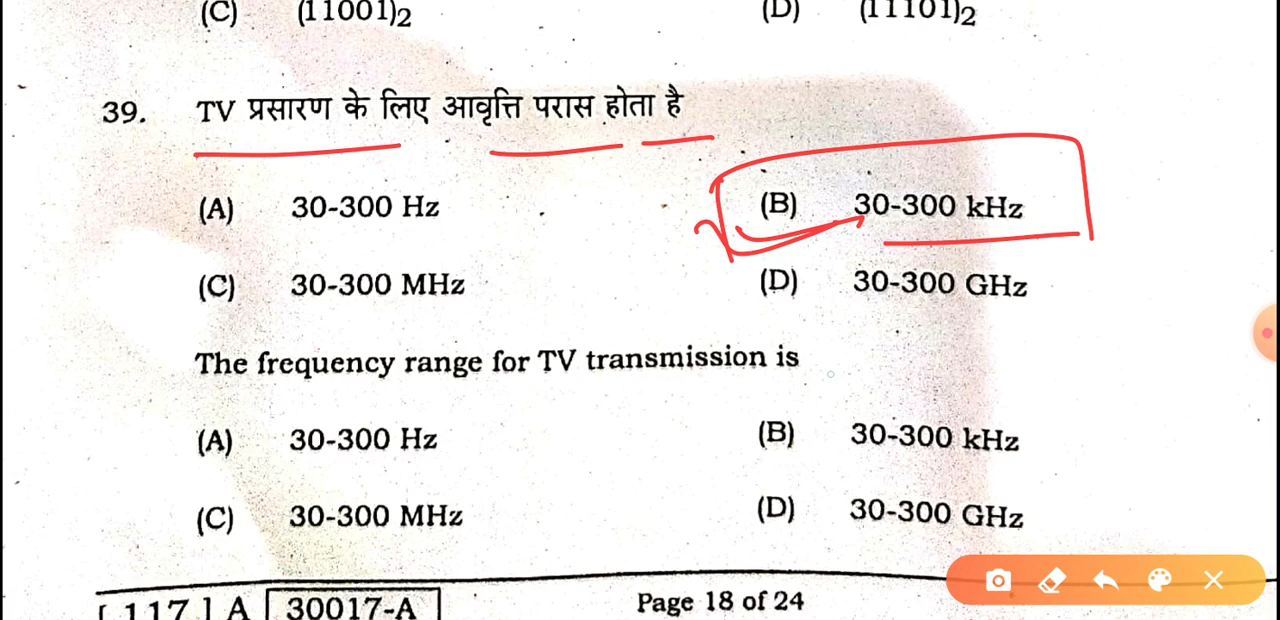 (C) (11001)2 (D) (11101)2
39. TV प्रसारण के लिए आवृत्ति परास होता है
(A) 30-300 Hz (B) 30-300 kHz
(C) 30-300 MHz (D) 30-300 GHz
The frequency range for TV transmission is
(A) 30-300 Hz (B) 30-300 kHz
(C) 30-300 MHz (D) 30-300 GHz
[ 117 ] A 30017-A Page 18 of 24